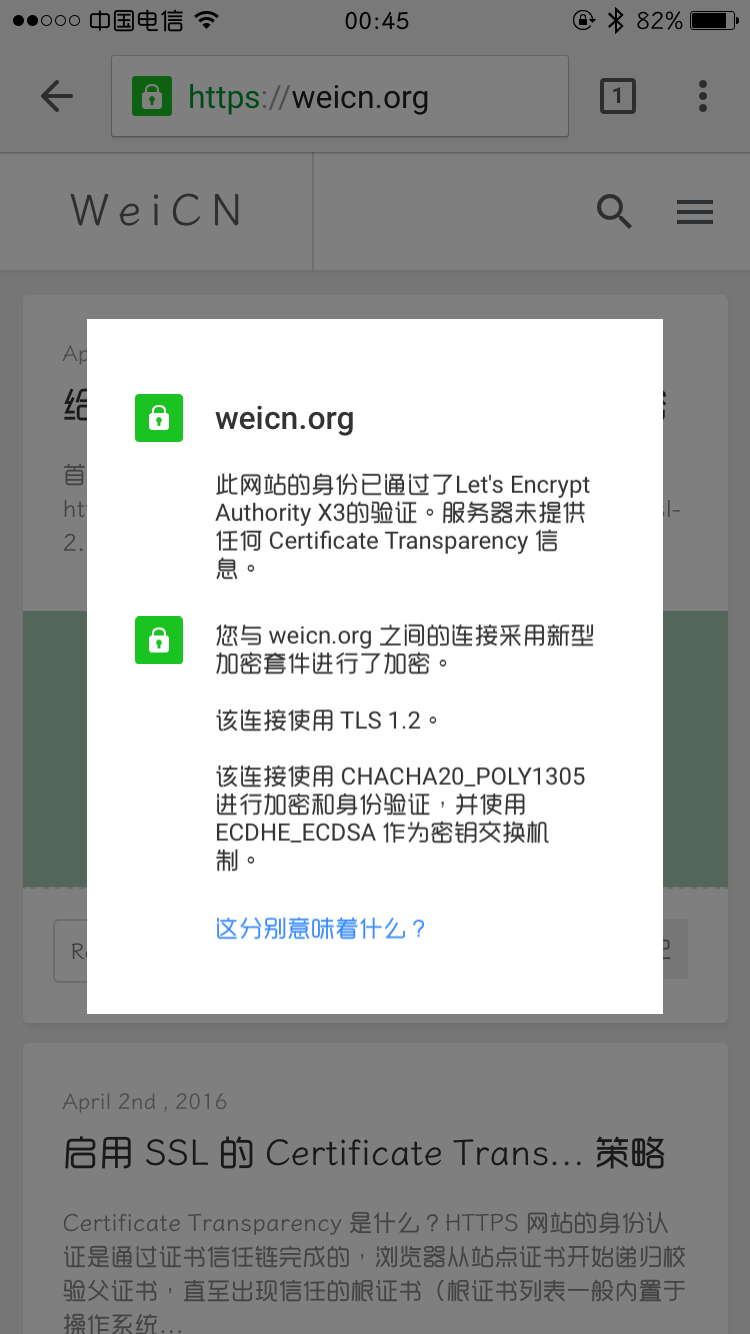 中国电信
00:45
82%
https://weicn.org
1
WeiCN
weicn.org
此网站的身份已通过了Let's Encrypt
Authority X3的验证。服务器未提供
任何 Certificate Transparency 信
息。
您与 weicn.org 之间的连接采用新型
加密套件进行了加密。
该连接使用 TLS 1.2。
该连接使用 CHACHA20_POLY1305
进行加密和身份验证，并使用
ECDHE_ECDSA 作为密钥交换机
制。
这分别意味着什么？
April 2nd , 2016
启用 SSL 的 Certificate Trans... 策略
Certificate Transparency 是什么？HTTPS 网站的身份认
证是通过证书信任链完成的，浏览器从站点证书开始递归校
验父证书，直至出现信任的根证书（根证书列表一般内置于
操作系统...